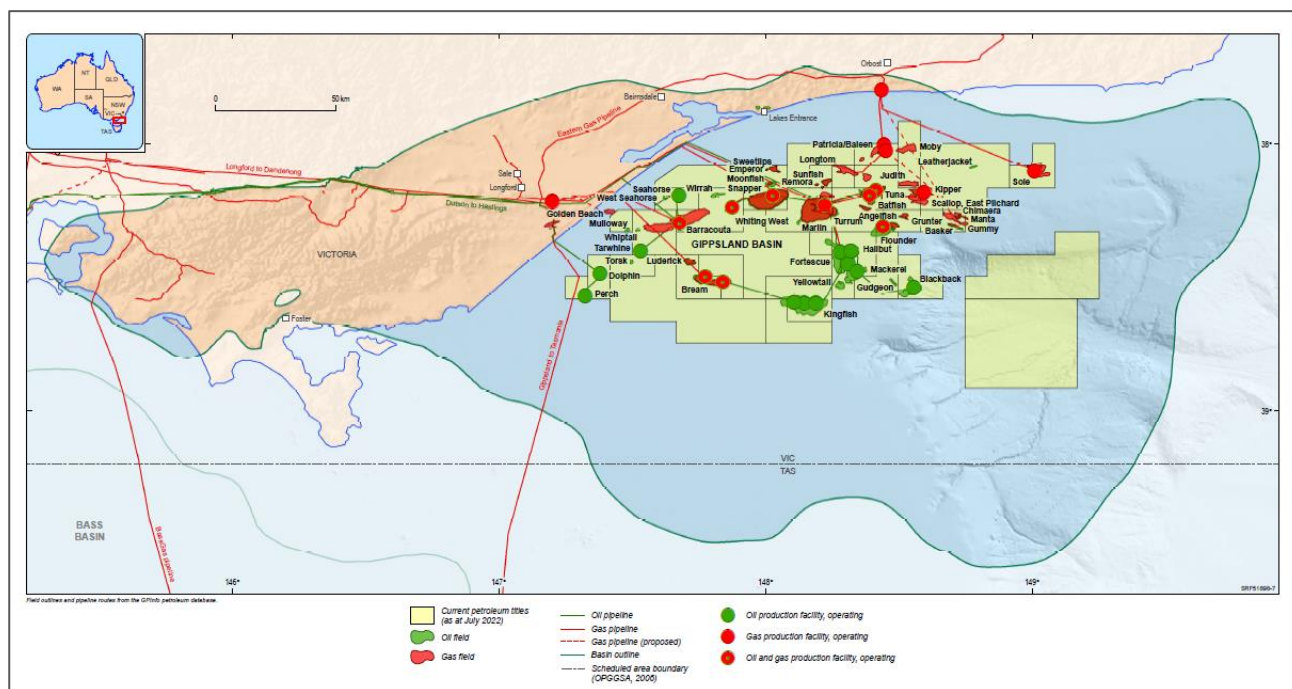 WA
NT
SA
QLD
NSW
VIC
TAS
0
50 km
Orbost
Bairnsdale
Lakes Entrance
Eastern Gas Pipeline
38°
38°
Longford to Dandenong
Sale
Longford
Dutson to Hastings
Patricia/Baleen
Moby
Sweetlips
Emperor
Longtom
Leatherjacket
Moonfish
Sunfish
Judith
Sole
Seahorse
Wirrah
Snapper
Remora
Kipper
West Seahorse
Tuna
Scallop, East Pilchard
Golden Beach
Batfish
Chimaera
Mulloway
Whiting West
Angelfish
Manta
Marlin
Turrum
Grunter
Gummy
Barracouta
Basker
Whiptail
Flounder
Tarwhine
GIPPSLAND BASIN
Halibut
VICTORIA
Torsk
Luderick
Fortescue
Dolphin
Mackerel
Blackback
Bream
Yellowtail
Gudgeon
Perch
Kingfish
Foster
Gippsland to Tasmania
39°
VIC
TAS
BASS
BASIN
BassGas pipeline
146°
147°
148°
149°
Field outlines and pipeline routes from the GPinfo petroleum database.
Current petroleum titles
(as at July 2022)
Oil field
Gas field
Oil pipeline
Gas pipeline
Gas pipeline (proposed)
Basin outline
Scheduled area boundary
(OPGGSA, 2006)
Oil production facility, operating
Gas production facility, operating
Oil and gas production facility, operating